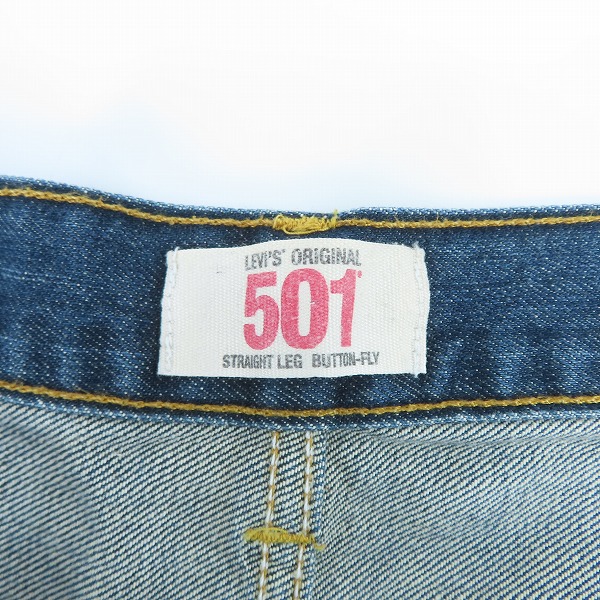 LEVI'S® ORIGINAL
501®
STRAIGHT LEG BUTTON-FLY